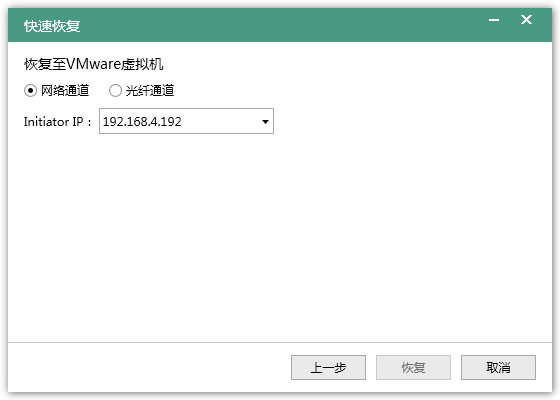 快速恢复
恢复至VMware虚拟机
网络通道 光纤通道
Initiator IP： 192.168.4.192
上一步 恢复 取消